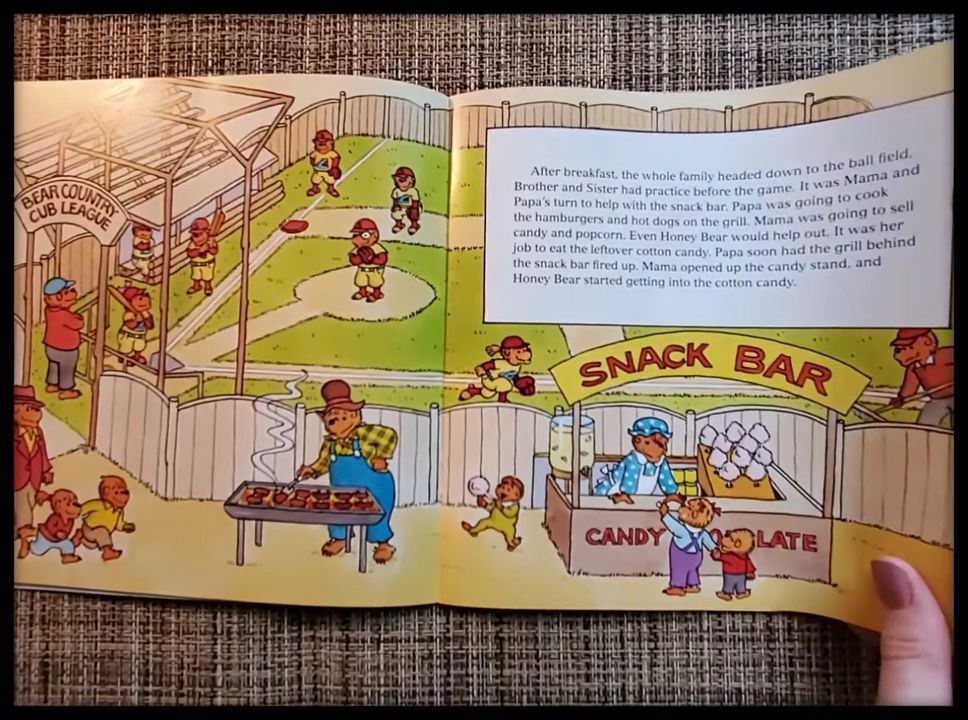 BEAR COUNTRY
CUB LEAGUE
After breakfast, the whole family headed down to the ball field.
Brother and Sister had practice before the game. It was Mama and
Papa's turn to help with the snack bar. Papa was going to cook
the hamburgers and hot dogs on the grill. Mama was going to sell
candy and popcorn. Even Honey Bear would help out. It was her
job to eat the leftover cotton candy. Papa soon had the grill behind
the snack bar fired up. Mama opened up the candy stand, and
Honey Bear started getting into the cotton candy.
SNACK BAR
CANDY LATE